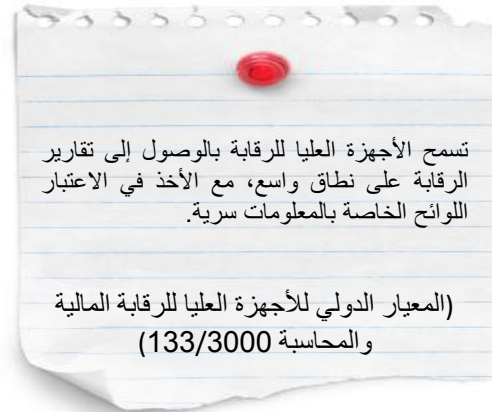 تسمح الأجهزة العليا للرقابة بالوصول إلى تقارير
الرقابة على نطاق واسع، مع الأخذ في الاعتبار
اللوائح الخاصة بالمعلومات سرية.
(المعيار الدولي للأجهزة العليا للرقابة المالية
والمحاسبة 133/3000)